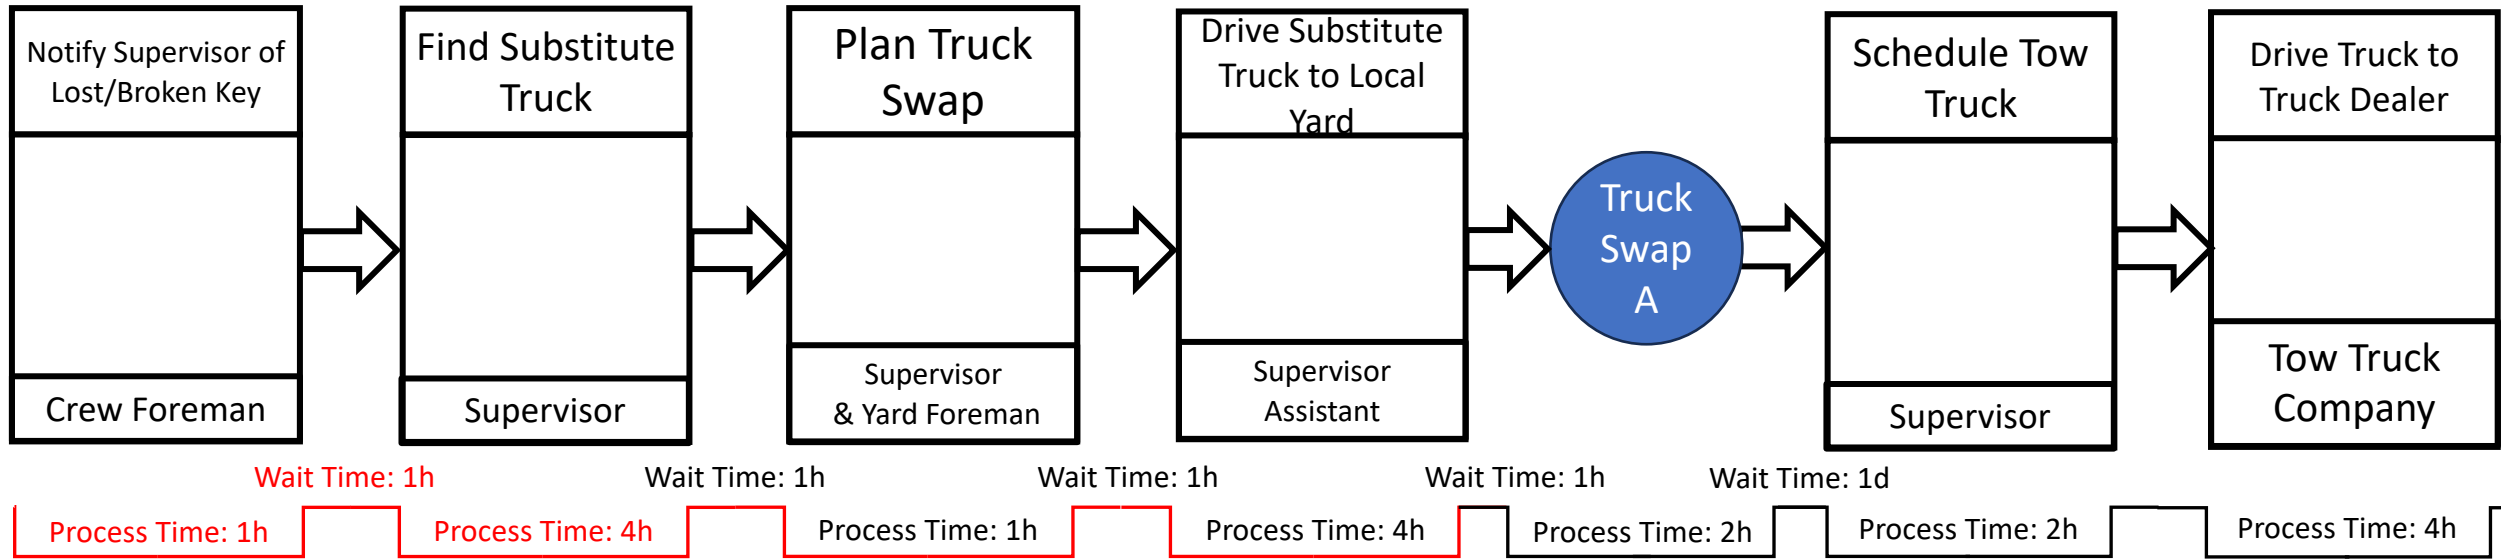 Notify Supervisor of
Lost/Broken Key
Crew Foreman
Find Substitute
Truck
Supervisor
Plan Truck
Swap
Supervisor
& Yard Foreman
Drive Substitute
Truck to Local
Yard
Supervisor
Assistant
Truck
Swap
A
Schedule Tow
Truck
Supervisor
Drive Truck to
Truck Dealer
Tow Truck
Company
Wait Time: 1h
Wait Time: 1h
Wait Time: 1h
Wait Time: 1h
Wait Time: 1d
Process Time: 1h
Process Time: 4h
Process Time: 1h
Process Time: 4h
Process Time: 2h
Process Time: 2h
Process Time: 4h